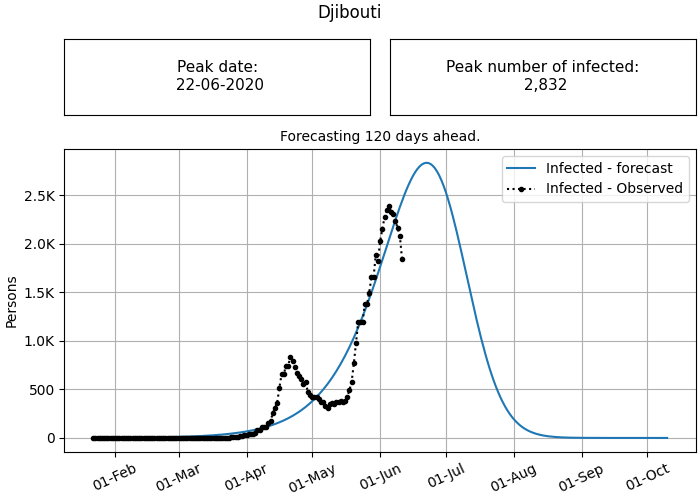 Djibouti
Peak date:
22-06-2020
Peak number of infected:
2,832
Forecasting 120 days ahead.
Infected - forecast
Infected - Observed
Persons
2.5K
2.0K
1.5K
1.0K
500
0
01-Feb
01-Mar
01-Apr
01-May
01-Jun
01-Jul
01-Aug
01-Sep
01-Oct